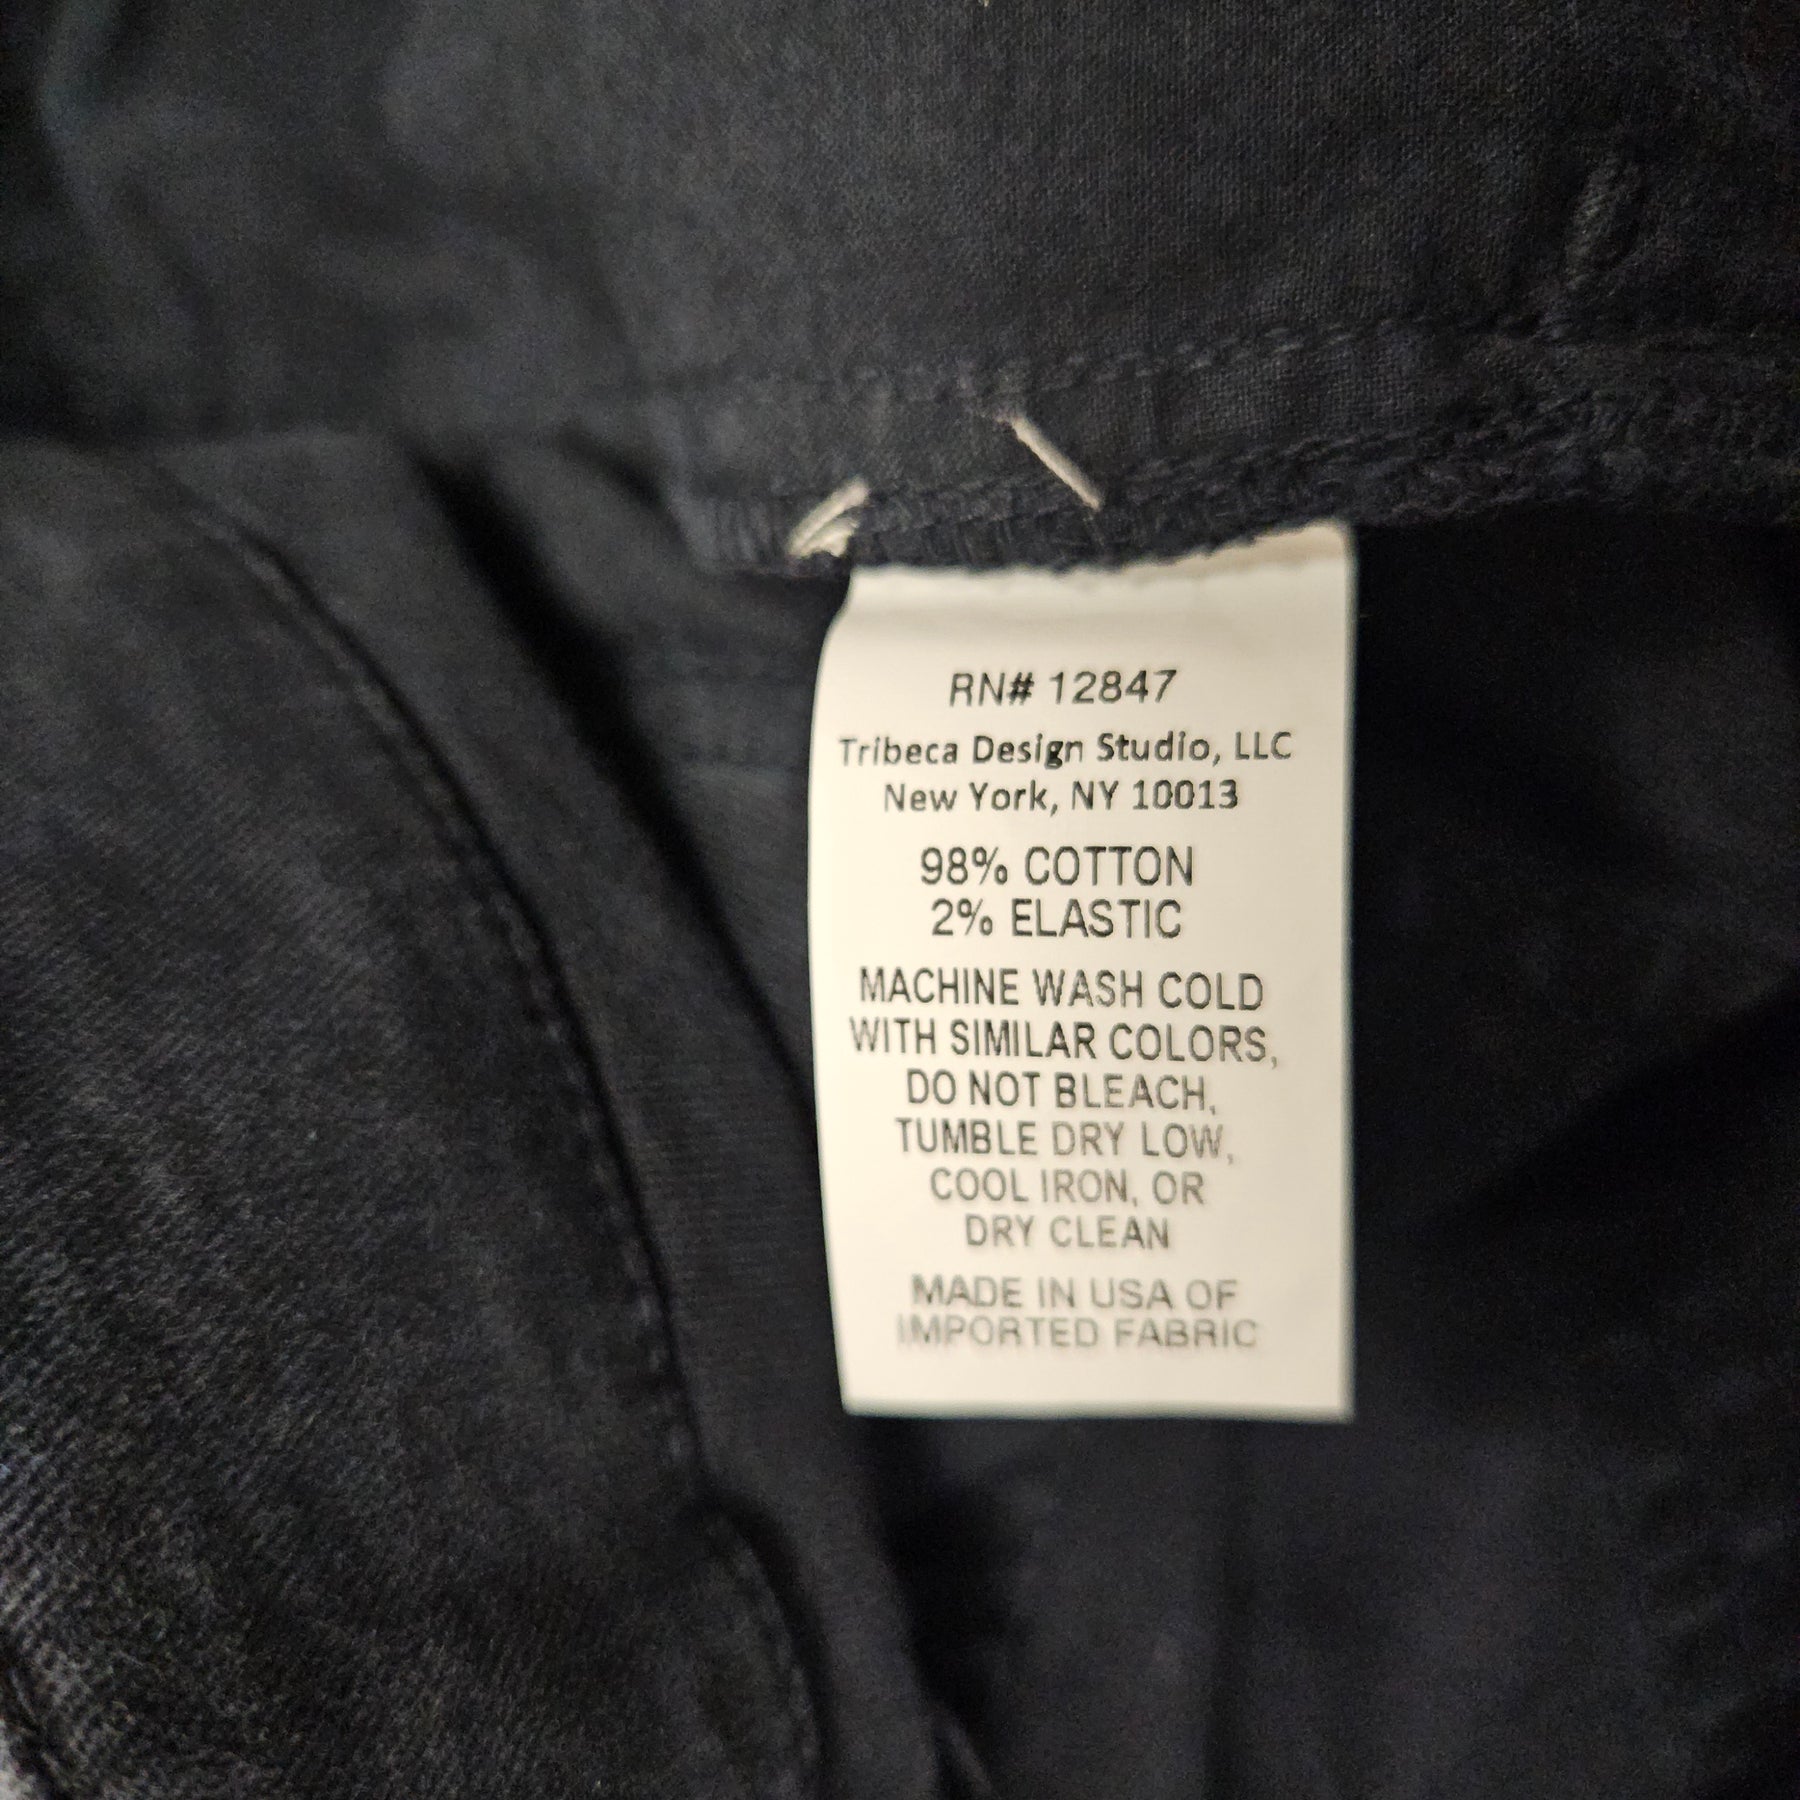 RN# 12847
Tribeca Design Studio, LLC
New York, NY 10013
98% COTTON
2% ELASTIC
MACHINE WASH COLD
WITH SIMILAR COLORS,
DO NOT BLEACH,
TUMBLE DRY LOW,
COOL IRON, OR
DRY CLEAN
MADE IN USA OF
IMPORTED FABRIC